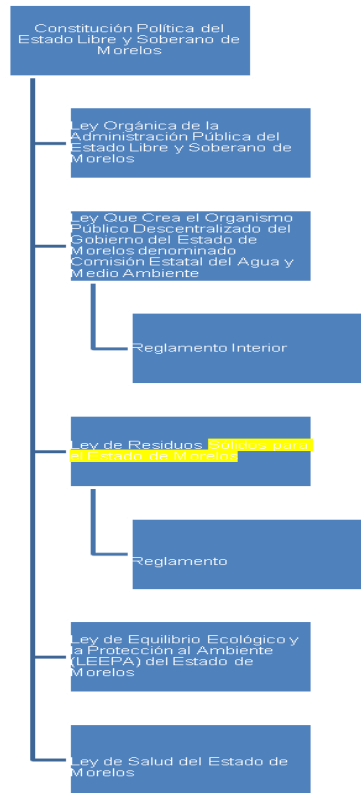 Constitución Política del
Estado Libre y Soberano de
Morelos
Ley Orgánica de la
Administración Pública del
Estado Libre y Soberano de
Morelos
Ley Que Crea el Organismo
Público Descentralizado del
Gobierno del Estado de
Morelos denominado
Comisión Estatal del Agua y
Medio Ambiente
Reglamento Interior
Ley de Residuos Sólidos para
el Estado de Morelos
Reglamento
Ley de Equilibrio Ecológico y
la Protección al Ambiente
(LEEPA) del Estado de
Morelos
Ley de Salud del Estado de
Morelos